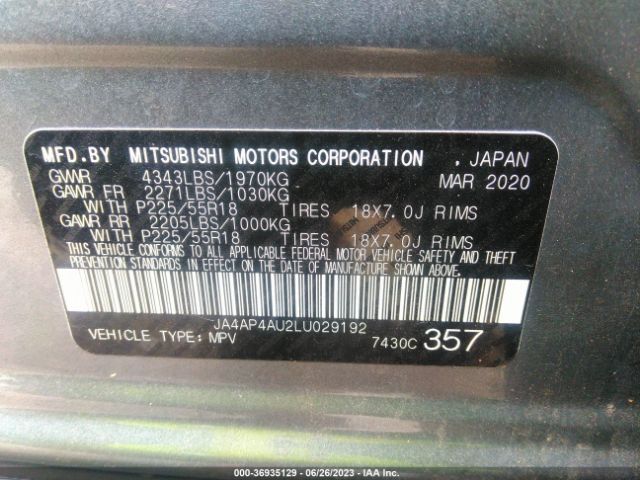 MFD.BY MITSUBISHI MOTORS CORPORATION . JAPAN
GVWR 4343LBS/1970KG MAR 2020
GAWR FR 2271LBS/1030KG
WITH P225/55R18 TIRES 18X7.0J RIMS
GAWR RR 2205LBS/1000KG
WITH P225/55R18 TIRES 18X7.0J RIMS
THIS VEHICLE CONFORMS TO ALL APPLICABLE FEDERAL MOTOR VEHICLE SAFETY AND THEFT
PREVENTION STANDARDS IN EFFECT ON THE DATE OF MANUFACTURE SHOWN ABOVE.
JA4AP4AU2LU029192
VEHICLE TYPE: MPV 7430C 357
000-36935129 - 06/26/2023 - IAA Inc.